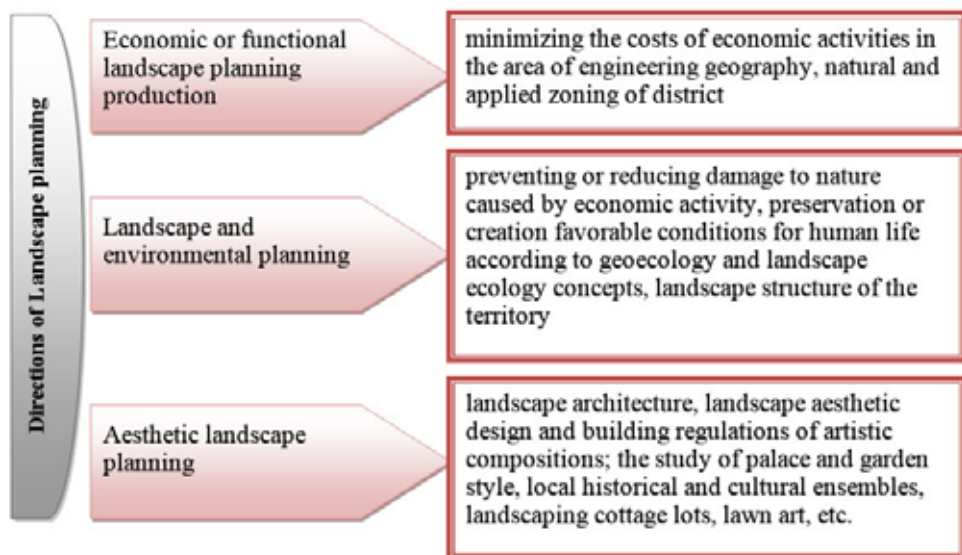 Directions of Landscape planning
Economic or functional
landscape planning
production
minimizing the costs of economic activities in
the area of engineering geography, natural and
applied zoning of district
Landscape and
environmental planning
preventing or reducing damage to nature
caused by economic activity, preservation or
creation favorable conditions for human life
according to geoecology and landscape
ecology concepts, landscape structure of the
territory
Aesthetic landscape
planning
landscape architecture, landscape aesthetic
design and building regulations of artistic
compositions; the study of palace and garden
style, local historical and cultural ensembles,
landscaping cottage lots, lawn art, etc.